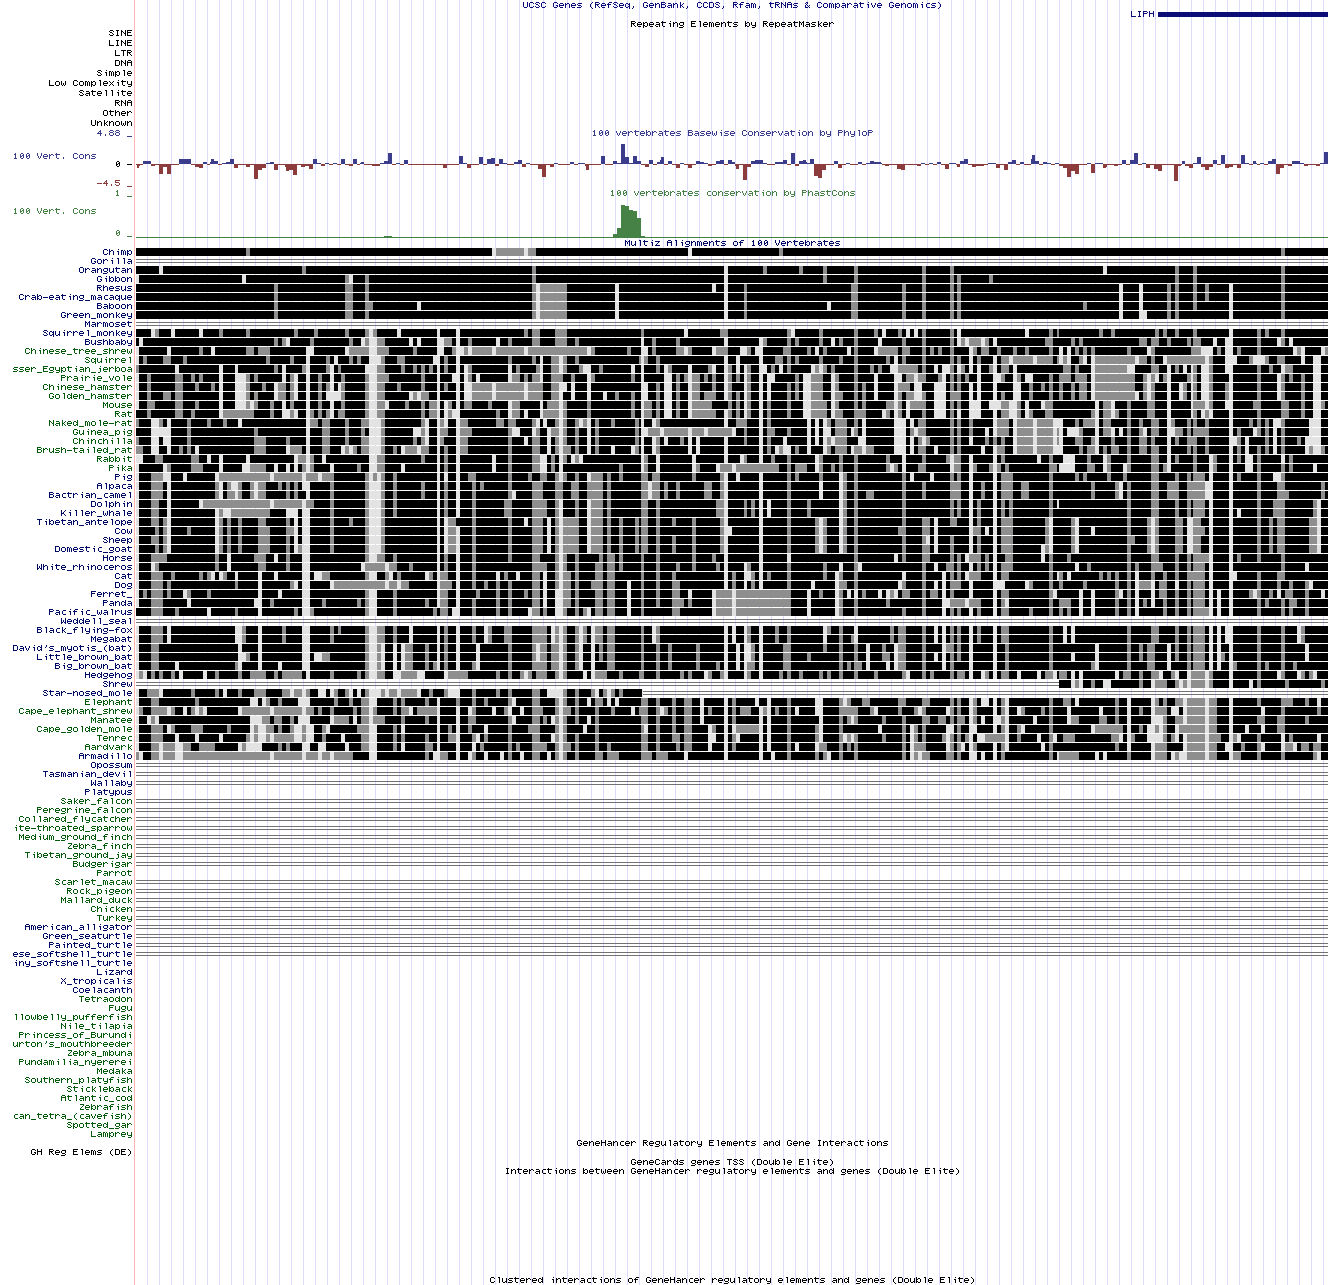 UCSC Genes (RefSeq, GenBank, CCDS, Rfam, tRNAs & Comparative Genomics)
LIPH
Repeating Elements by RepeatMasker
SINE
LINE
LTR
DNA
Simple
Low Complexity
Satellite
RNA
Other
Unknown
4.88 _
100 vertebrates Basewise Conservation by PhyloP
100 Vert. Cons
0 _
-4.5 _
100 vertebrates conservation by PhastCons
1 _
100 Vert. Cons
0 _
Multiz Alignments of 100 Vertebrates
Chimp
Gorilla
Orangutan
Gibbon
Rhesus
Crab-eating_macaque
Baboon
Green_monkey
Marmoset
Squirrel_monkey
Bushbaby
Chinese_tree_shrew
Squirrel
sser_Egyptian_jerboa
Prairie_vole
Chinese_hamster
Golden_hamster
Mouse
Rat
Naked_mole-rat
Guinea_pig
Chinchilla
Brush-tailed_rat
Rabbit
Pika
Pig
Alpaca
Bactrian_camel
Dolphin
Killer_whale
Tibetan_antelope
Cow
Sheep
Domestic_goat
Horse
White_rhinoceros
Cat
Dog
Ferret_
Panda
Pacific_walrus
Weddell_seal
Black_flying-fox
Megabat
David's_myotis_(bat)
Little_brown_bat
Big_brown_bat
Hedgehog
Shrew
Star-nosed_mole
Elephant
Cape_elephant_shrew
Manatee
Cape_golden_mole
Tenrec
Aardvark
Armadillo
Opossum
Tasmanian_devil
Wallaby
Platypus
Saker_falcon
Peregrine_falcon
Collared_flycatcher
ite-throated_sparrow
Medium_ground_finch
Zebra_finch
Tibetan_ground_jay
Budgerigar
Parrot
Scarlet_macaw
Rock_pigeon
Mallard_duck
Chicken
Turkey
American_alligator
Green_seaturtle
Painted_turtle
ese_softshell_turtle
iny_softshell_turtle
Lizard
X_tropicalis
Coelacanth
Tetraodon
Fugu
llowbelly_pufferfish
Nile_tilapia
Princess_of_Burundi
urton's_mouthbreeder
Zebra_mbuna
Pundamilia_nyererei
Medaka
Southern_platyfish
Stickleback
Atlantic_cod
Zebrafish
can_tetra_(cavefish)
Spotted_gar
Lamprey
GeneHancer Regulatory Elements and Gene Interactions
GH Reg Elems (DE)
GeneCards genes TSS (Double Elite)
Interactions between GeneHancer regulatory elements and genes (Double Elite)
Clustered interactions of GeneHancer regulatory elements and genes (Double Elite)